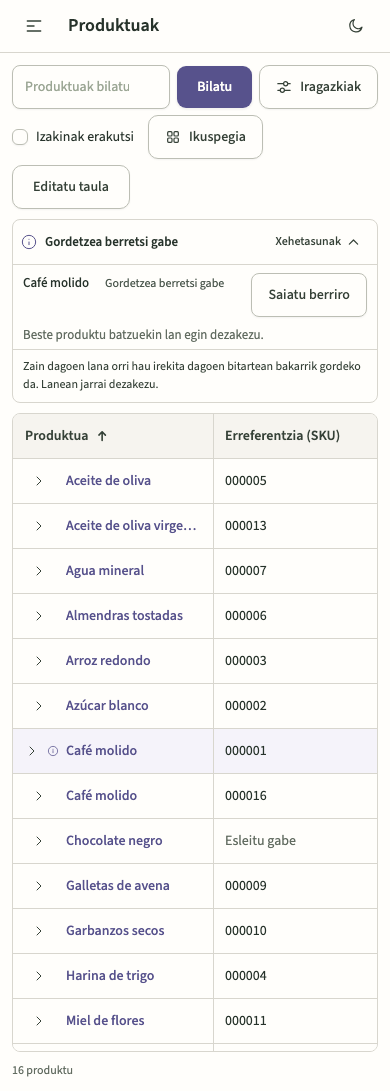 Produktuak
Produktuak bilatu
Bilatu
Iragazkiak
Izakinak erakutsi
Ikuspegia
Editatu taula
Gordetzea berretsi gabe
Xehetasunak
Café molido
Gordetzea berretsi gabe
Saiatu berriro
Beste produktu batzuekin lan egin dezakezu.
Zain dagoen lana orri hau irekita dagoen bitartean bakarrik gordeko
da. Lanean jarrai dezakezu.
Produktua
Erreferentzia (SKU)
Aceite de oliva 000005
Aceite de oliva virge… 000013
Agua mineral 000007
Almendras tostadas 000006
Arroz redondo 000003
Azúcar blanco 000002
Café molido 000001
Café molido 000016
Chocolate negro Esleitu gabe
Galletas de avena 000009
Garbanzos secos 000010
Harina de trigo 000004
Miel de flores 000011
16 produktu